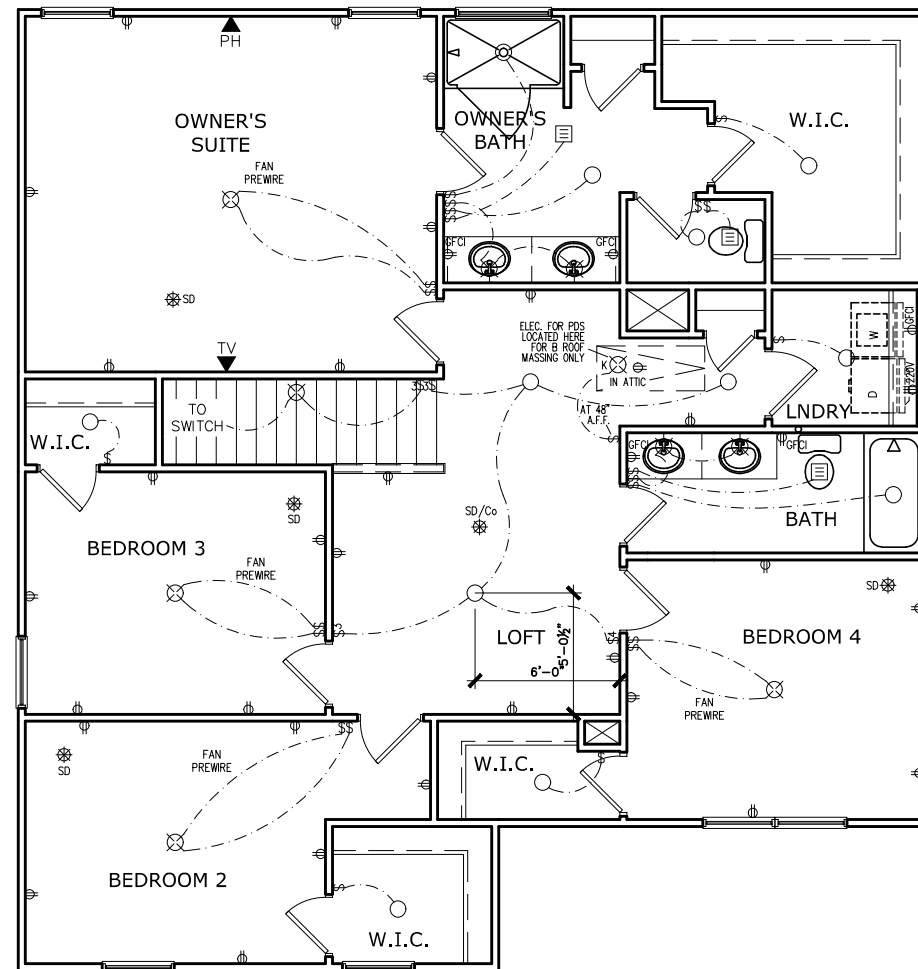 PH
OWNER'S
SUITE
FAN
PREWIRE
SD
TV
OWNER'S
BATH
GFCI
GFCI
$$
W.I.C.
ELEC. FOR PDS
LOCATED HERE
FOR B ROOF
MASSING ONLY
K
IN ATTIC
AT 48"
A.F.F.
W
D
GFCI
220V
LNDRY
TO
SWITCH
W.I.C.
$
BEDROOM 3
SD
FAN
PREWIRE
SD/Co
GFCI
GFCI
BATH
LOFT
5'-0½"
BEDROOM 4
SD
FAN
PREWIRE
BEDROOM 2
SD
FAN
PREWIRE
$$
W.I.C.
W.I.C.